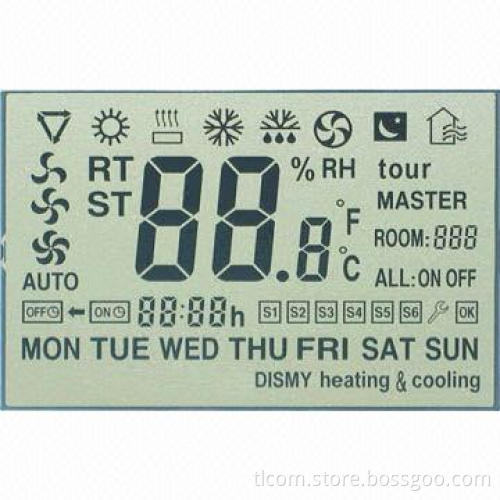 RT 88.8 % RH tour
ST °F MASTER
°C ROOM: 888
AUTO ALL: ON OFF
OFF ON 88:88h S1 S2 S3 S4 S5 S6 OK
MON TUE WED THU FRI SAT SUN
DISMY heating & cooling
tlcom.store.bossgoo.com